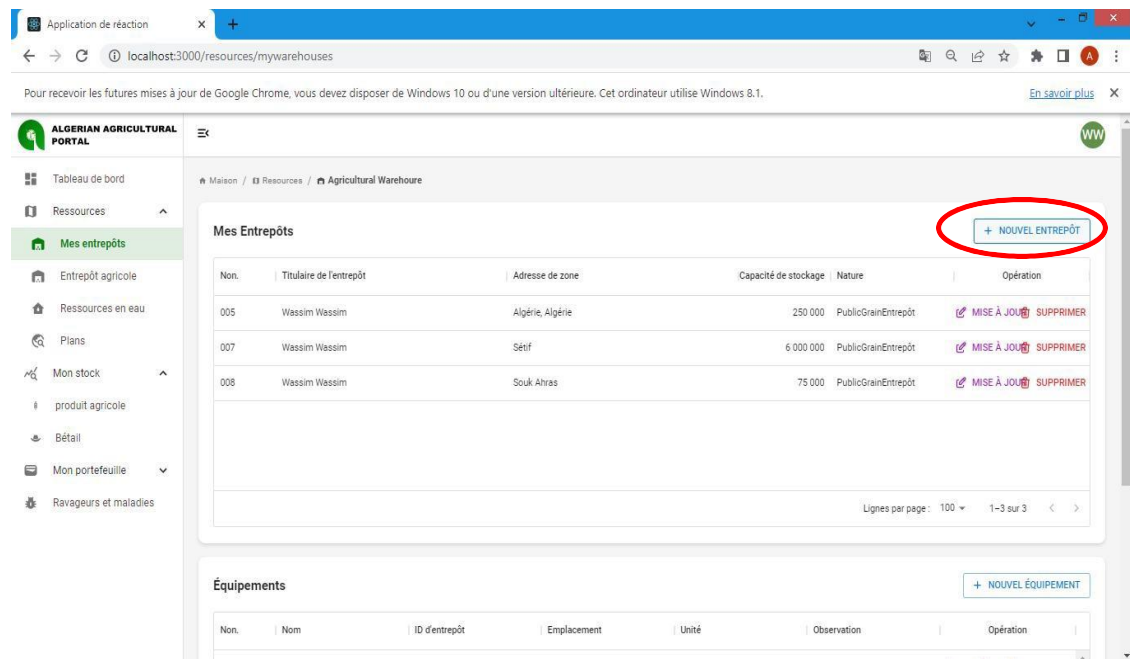 Application de réaction
localhost:3000/resources/mywarehouses
A
Pour recevoir les futures mises à jour de Google Chrome, vous devez disposer de Windows 10 ou d'une version ultérieure. Cet ordinateur utilise Windows 8.1. En savoir plus
ALGERIAN AGRICULTURAL
PORTAL
WW
Tableau de bord
Ressources
Mes entrepôts
Entrepôt agricole
Ressources en eau
Plans
Mon stock
produit agricole
Bétail
Mon portefeuille
Ravageurs et maladies
Maison / Resources / Agricultural Warehoure
Mes Entrepôts + NOUVEL ENTREPÔT
Non. Titulaire de l'entrepôt Adresse de zone Capacité de stockage Nature Opération
005 Wassim Wassim Algérie, Algérie 250 000 PublicGrainEntrepôt MISE À JOUR SUPPRIMER
007 Wassim Wassim Sétif 6 000 000 PublicGrainEntrepôt MISE À JOUR SUPPRIMER
008 Wassim Wassim Souk Ahras 75 000 PublicGrainEntrepôt MISE À JOUR SUPPRIMER
Lignes par page : 100 1–3 sur 3
Équipements + NOUVEL ÉQUIPEMENT
Non. Nom ID d'entrepôt Emplacement Unité Observation Opération